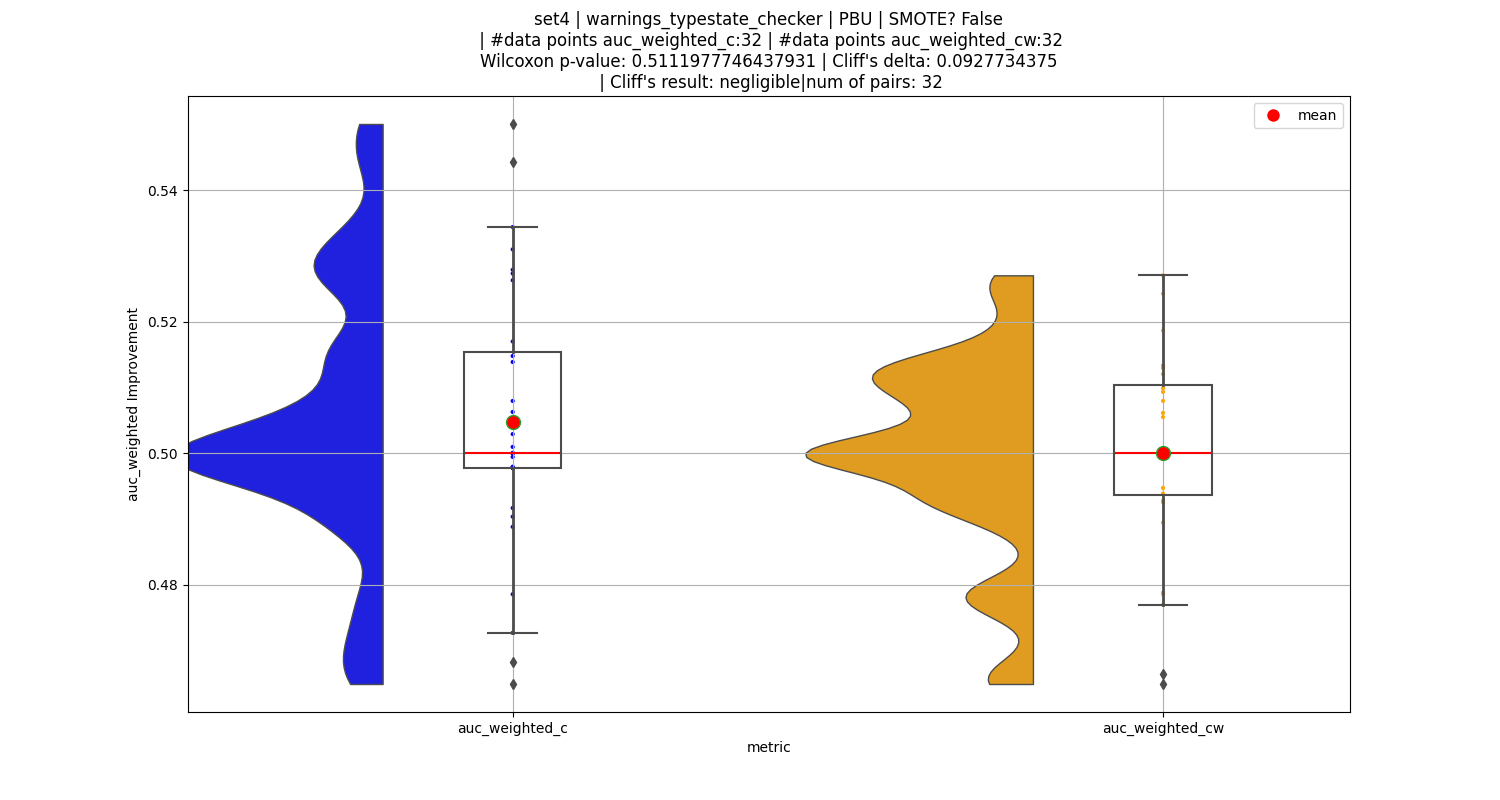 set4 | warnings_typestate_checker | PBU | SMOTE? False
| #data points auc_weighted_c:32 | #data points auc_weighted_cw:32
Wilcoxon p-value: 0.5111977746437931 | Cliff's delta: 0.0927734375
| Cliff's result: negligible|num of pairs: 32
mean
0.54
0.52
0.50
0.48
auc_weighted Improvement
auc_weighted_c
auc_weighted_cw
metric